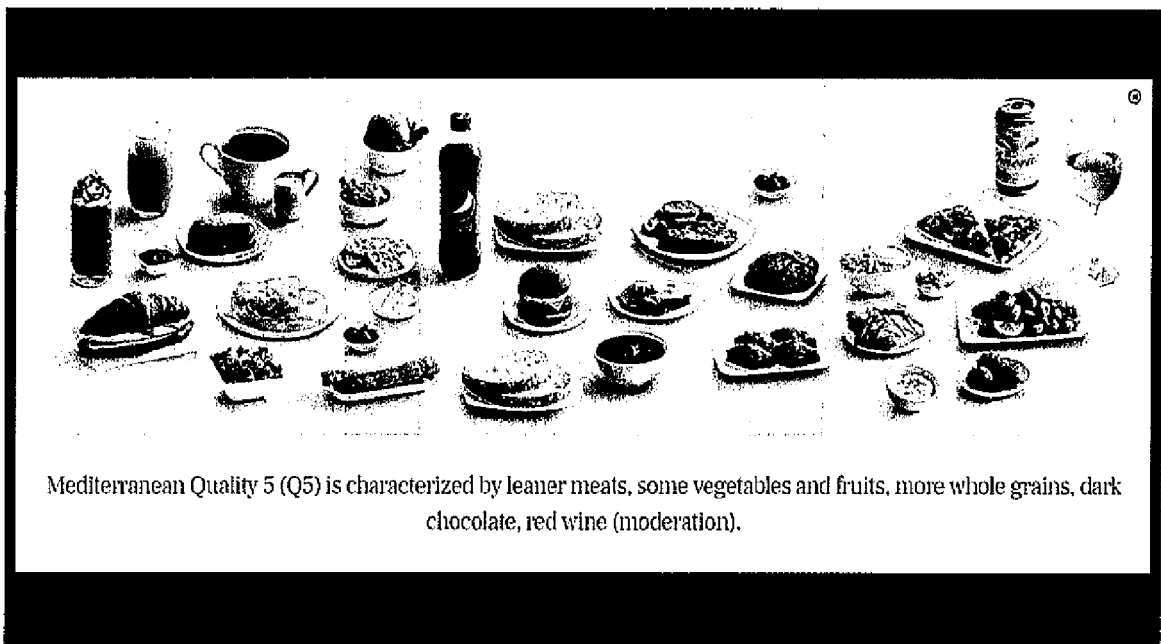 Mediterranean Quality 5 (Q5) is characterized by leaner meats, some vegetables and fruits, more whole grains, dark
chocolate, red wine (moderation).